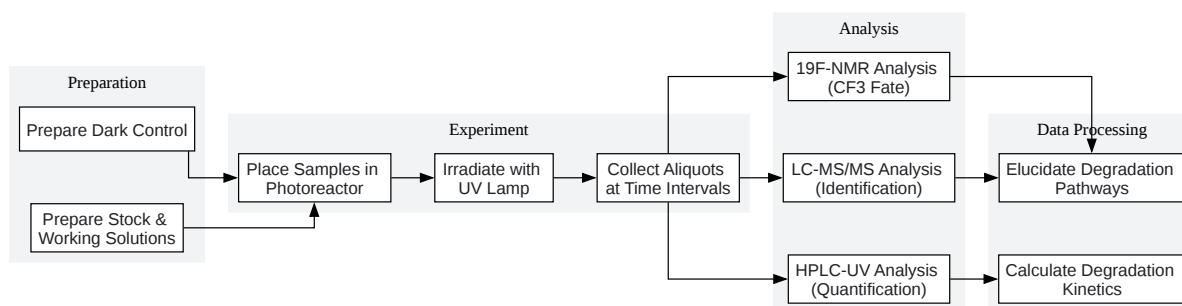 Preparation
Prepare Dark Control
Prepare Stock &
Working Solutions
Experiment
Place Samples in
Photoreactor
Irradiate with
UV Lamp
Collect Aliquots
at Time Intervals
Analysis
19F-NMR Analysis
(CF3 Fate)
LC-MS/MS Analysis
(Identification)
HPLC-UV Analysis
(Quantification)
Data Processing
Elucidate Degradation
Pathways
Calculate Degradation
Kinetics